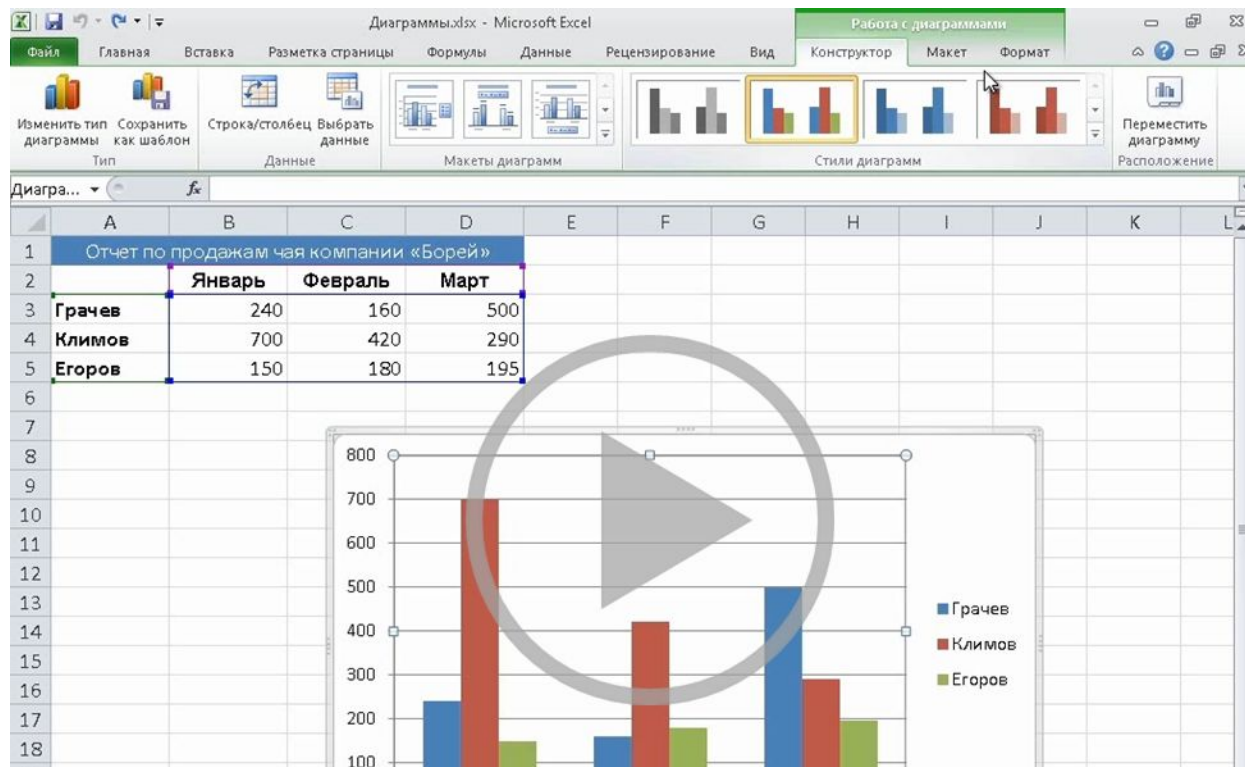 Диаграммы.xlsx - Microsoft Excel
Работа с диаграммами
Файл Главная Вставка Разметка страницы Формулы Данные Рецензирование Вид Конструктор Макет Формат
Изменить тип диаграммы
Сохранить как шаблон
Строка/столбец
Выбрать данные
Переместить диаграмму
Тип Данные Макеты диаграмм Стили диаграмм Расположение
Диагра... fx
A B C D E F G H I J K L
1 Отчет по продажам чая компании «Борей»
2 Январь Февраль Март
3 Грачев 240 160 500
4 Климов 700 420 290
5 Егоров 150 180 195
6
7
8
9
10
11
12
13
14
15
16
17
18
800
700
600
500
400
300
200
100
Грачев
Климов
Егоров